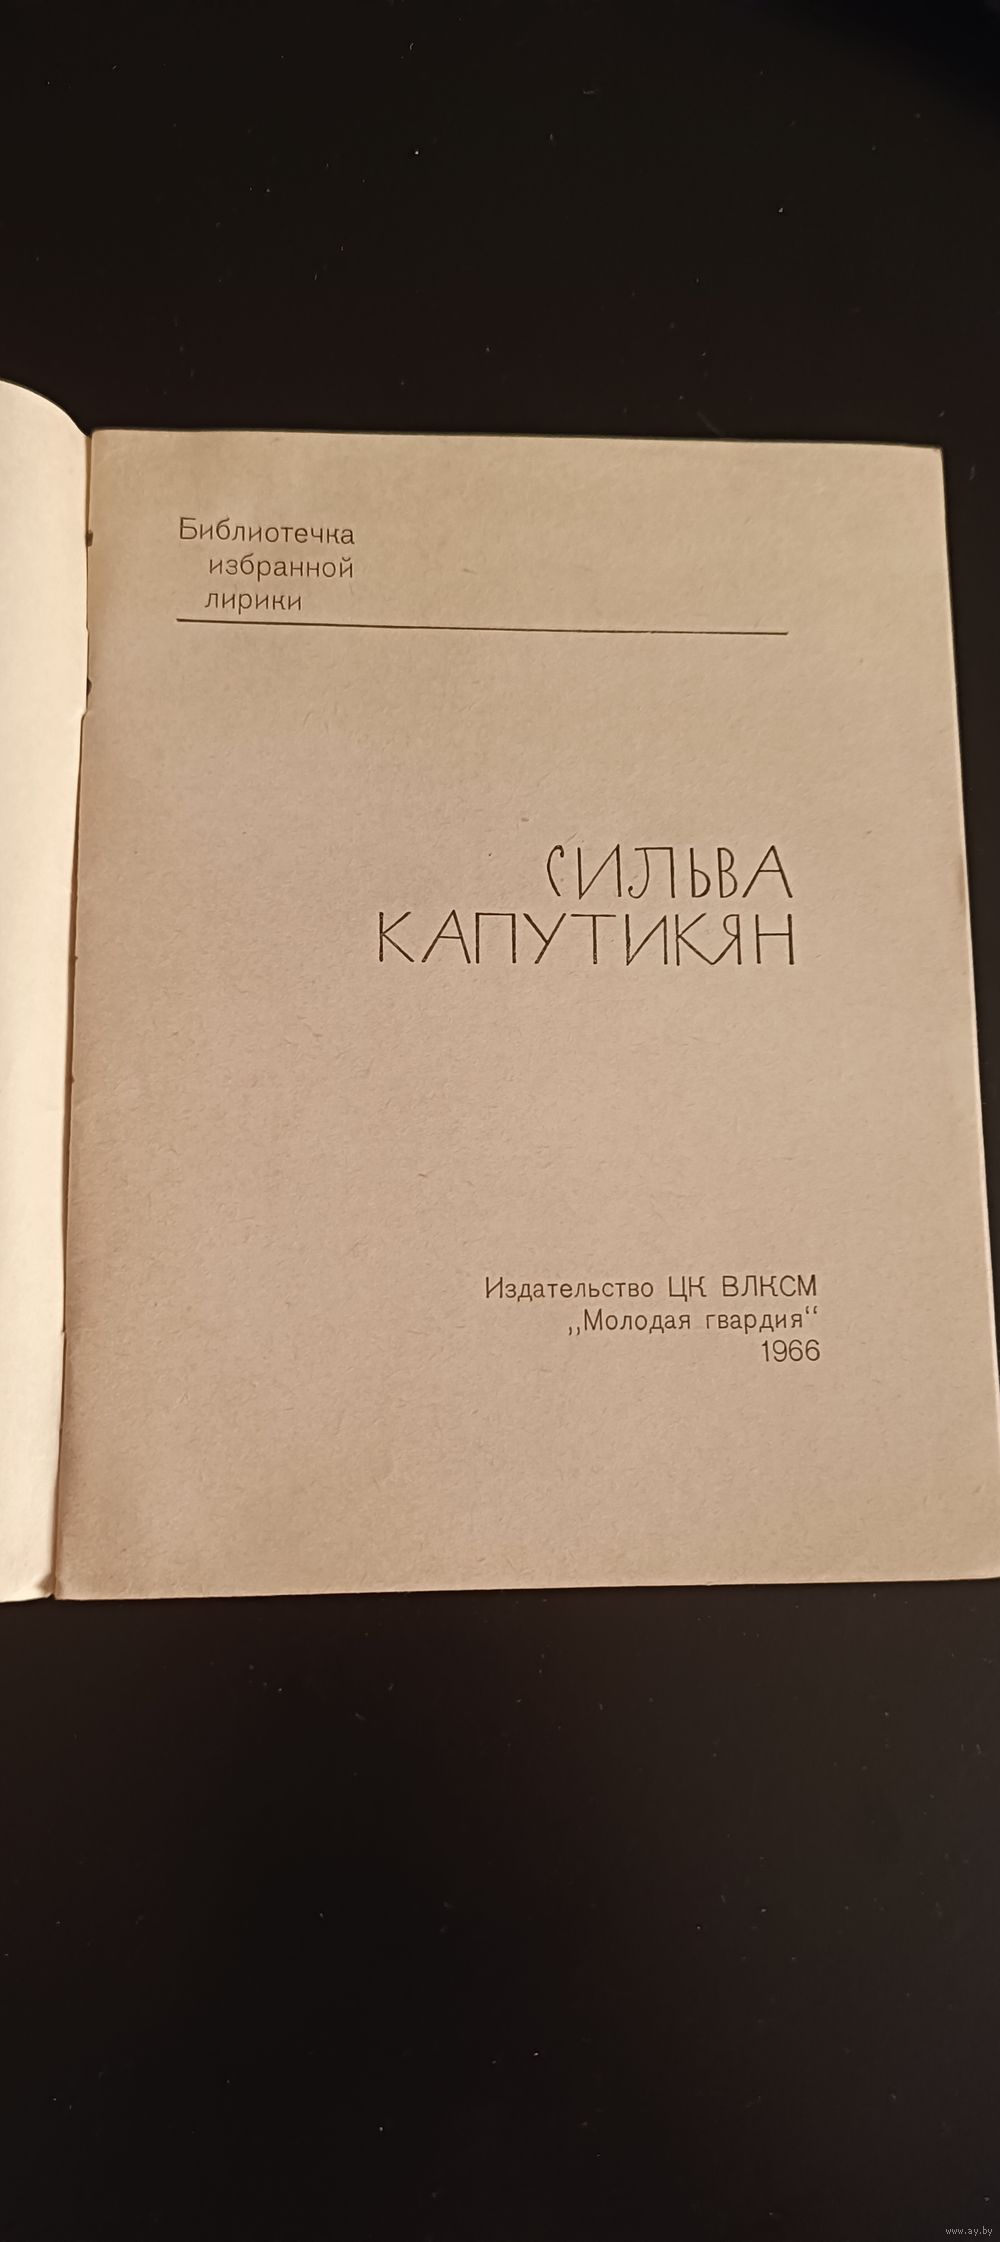 Библиотечка
избранной
лирики
СИЛЬВА
КАПУТИКЯН
Издательство ЦК ВЛКСМ
„Молодая гвардия“
1966
www.ay.by